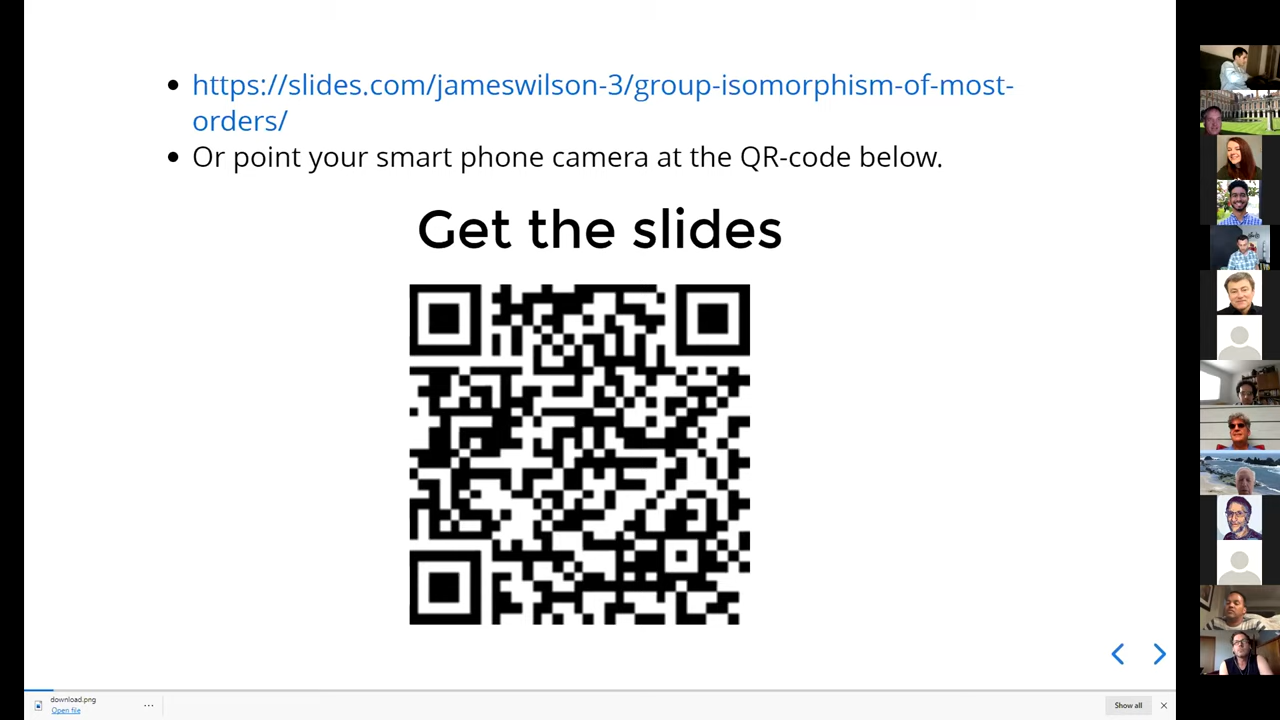 https://slides.com/jameswilson-3/group-isomorphism-of-most-
orders/
Or point your smart phone camera at the QR-code below.
Get the slides
download.png
Open file
Show all